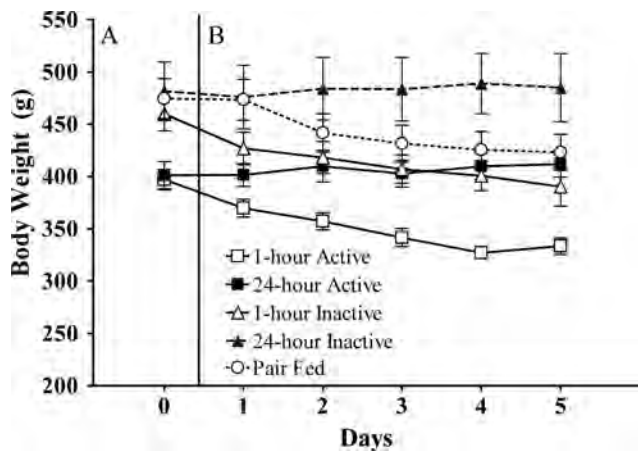 550
A
B
500
450
400
350
300
250
200
Body Weight (g)
1-hour Active
24-hour Active
1-hour Inactive
24-hour Inactive
Pair Fed
0 1 2 3 4 5
Days